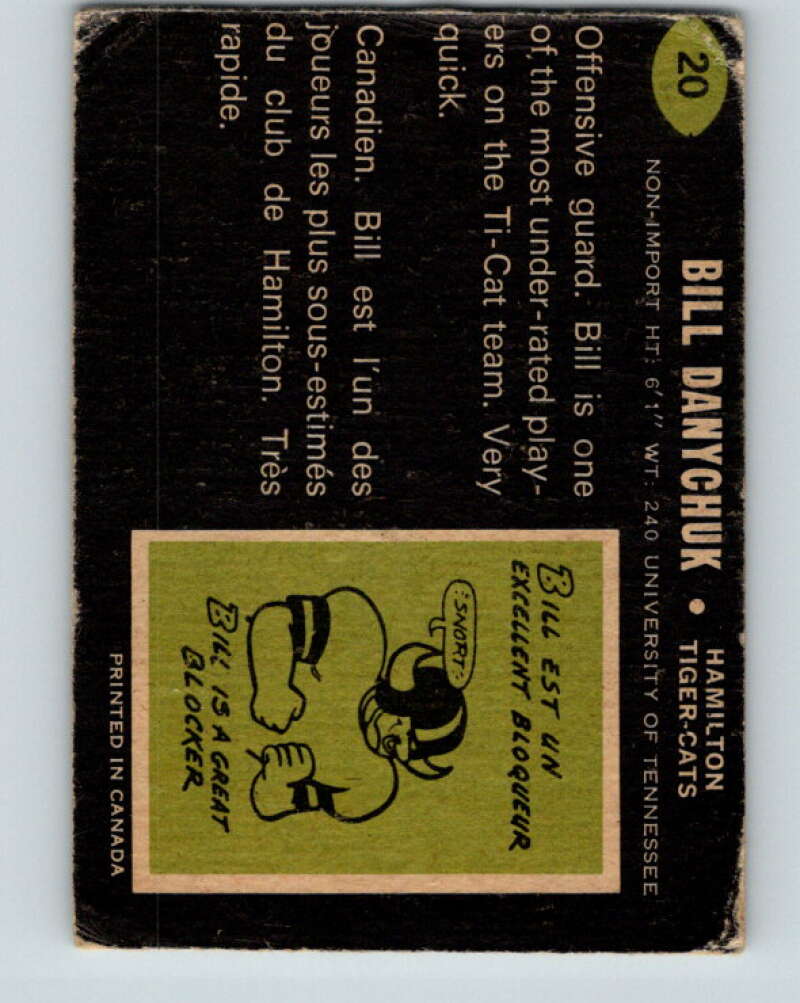 20
BILL DANYCHUK • HAMILTON
TIGER-CATS
NON-IMPORT HT: 6'1" WT: 240 UNIVERSITY OF TENNESSEE
Offensive guard. Bill is one
of the most under-rated play-
ers on the Ti-Cat team. Very
quick.
Canadien. Bill est l'un des
joueurs les plus sous-estimés
du club de Hamilton. Très
rapide.
BILL EST UN
EXCELLENT BLOQUEUR
:SNORT:
BILL IS A GREAT
BLOCKER
PRINTED IN CANADA